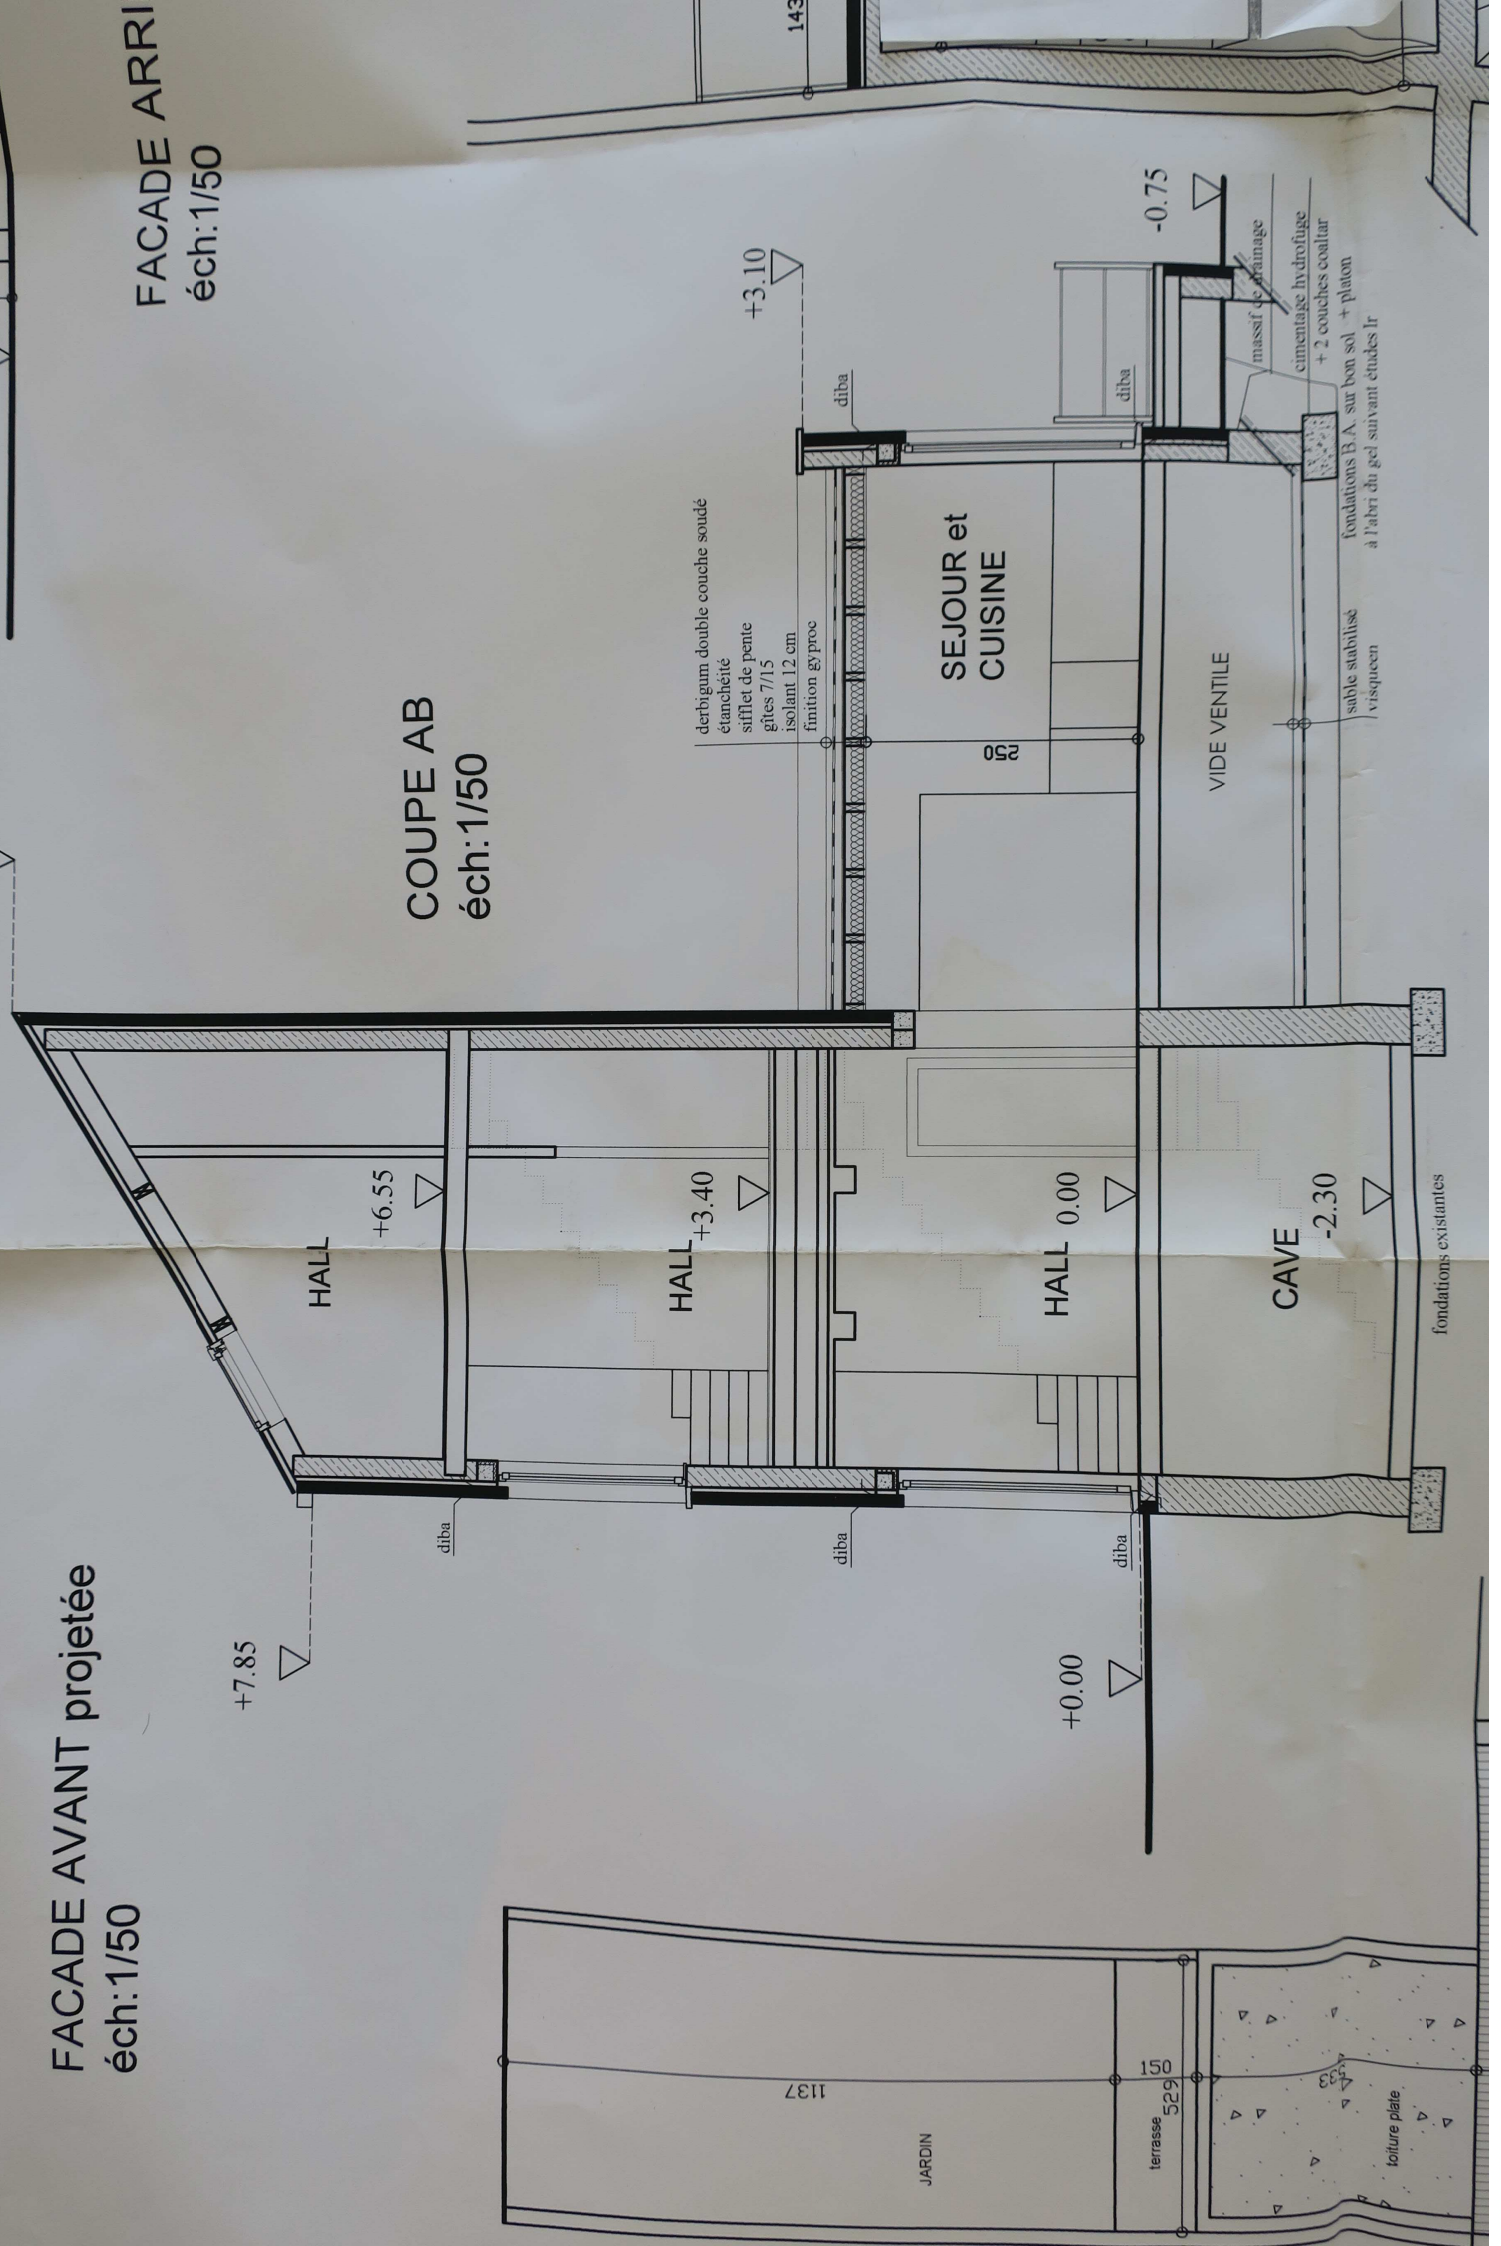 FACADE ARRI
éch:1/50
143
FACADE AVANT projetée
éch:1/50
COUPE AB
éch:1/50
+7.85
HALL
+6.55
diba
HALL
+3.40
diba
HALL
0.00
+0.00
diba
CAVE
-2.30
fondations existantes
derbigum double couche soudé
étanchéité
sifflet de pente
gîtes 7/15
isolant 12 cm
finition gyproc
+3.10
diba
SEJOUR et
CUISINE
250
diba
-0.75
VIDE VENTILE
massif de drainage
cimentage hydrofuge
+ 2 couches coaltar
fondations B.A. sur bon sol + platon
à l'abri du gel suivant études Ir
sable stabilisé
visqueen
JARDIN
1137
terrasse
150
529
toiture plate